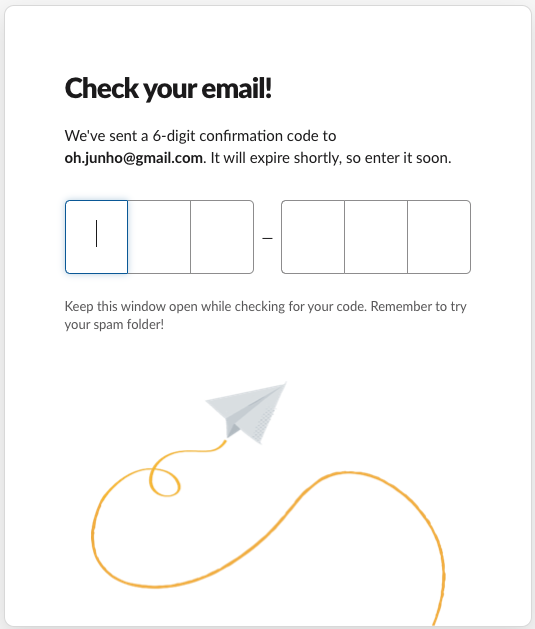 Check your email!
We've sent a 6-digit confirmation code to
oh.junho@gmail.com. It will expire shortly, so enter it soon.
–
Keep this window open while checking for your code. Remember to try
your spam folder!